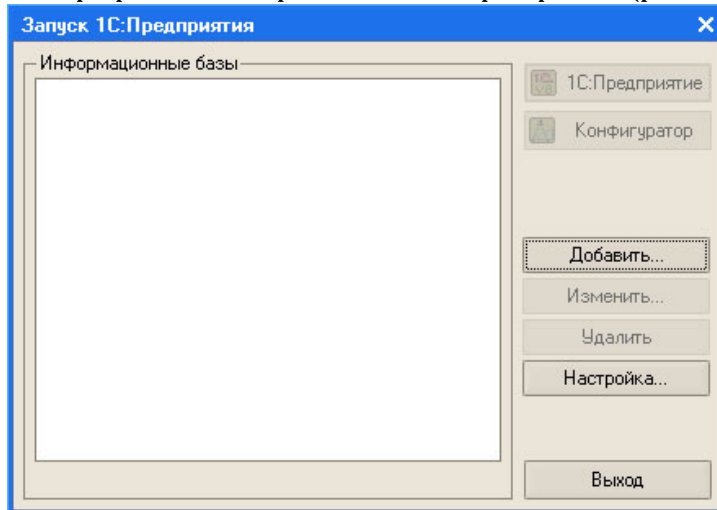 Запуск 1С:Предприятия
Информационные базы
1С:Предприятие
Конфигуратор
Добавить...
Изменить...
Удалить
Настройка...
Выход